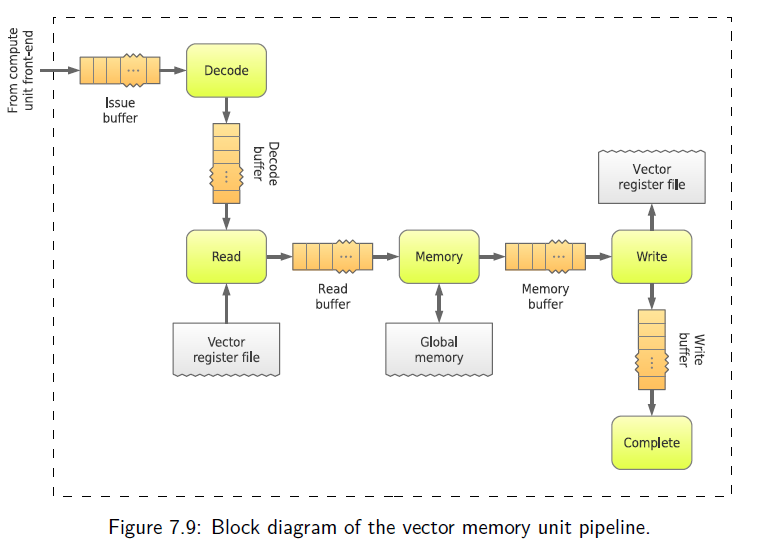 From compute
unit front-end
Issue
buffer
...
Decode
Decode
buffer
...
Read
Vector
register file
Read
buffer
...
Memory
Global
memory
Memory
buffer
...
Write
Vector
register file
Write
buffer
...
Complete
Figure 7.9: Block diagram of the vector memory unit pipeline.